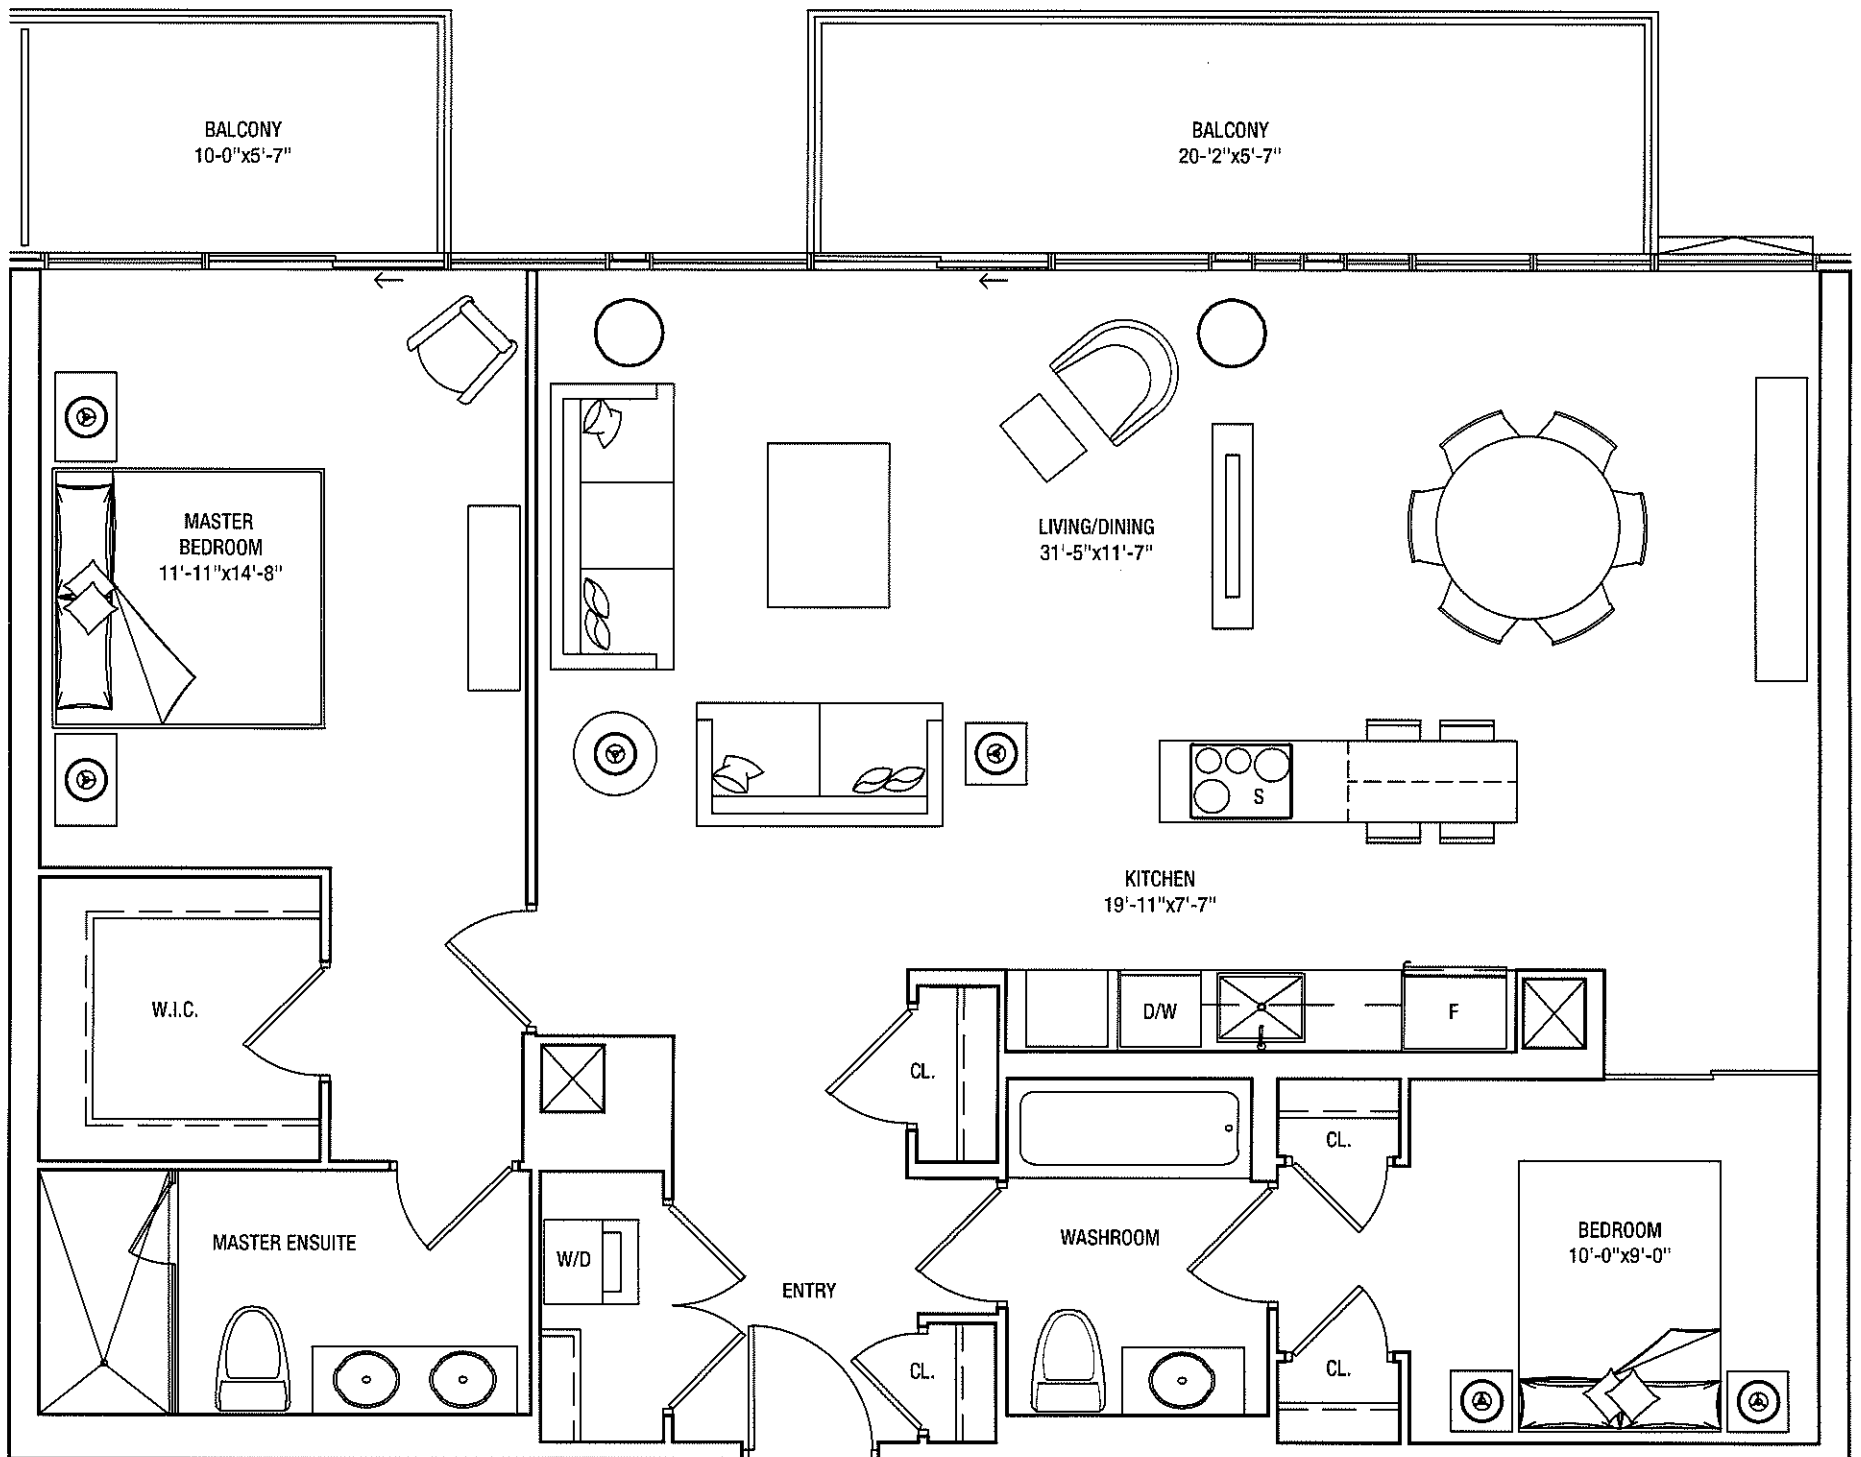 BALCONY
10-0"x5'-7"
BALCONY
20-'2"x5'-7"
MASTER
BEDROOM
11'-11"x14'-8"
LIVING/DINING
31'-5"x11'-7"
S
KITCHEN
19'-11"x7'-7"
W.I.C.
D/W
F
CL.
CL.
MASTER ENSUITE
W/D
ENTRY
WASHROOM
BEDROOM
10'-0"x9'-0"
CL.
CL.